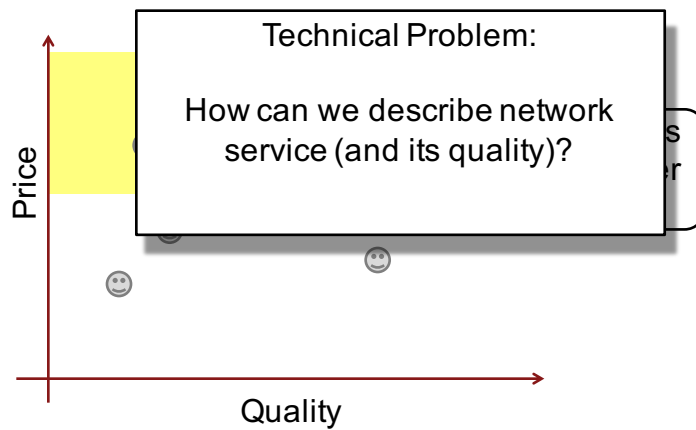 Technical Problem:
How can we describe network
service (and its quality)?
Price
Quality